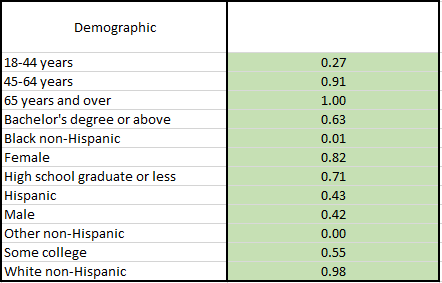 Demographic
18-44 years 0.27
45-64 years 0.91
65 years and over 1.00
Bachelor's degree or above 0.63
Black non-Hispanic 0.01
Female 0.82
High school graduate or less 0.71
Hispanic 0.43
Male 0.42
Other non-Hispanic 0.00
Some college 0.55
White non-Hispanic 0.98